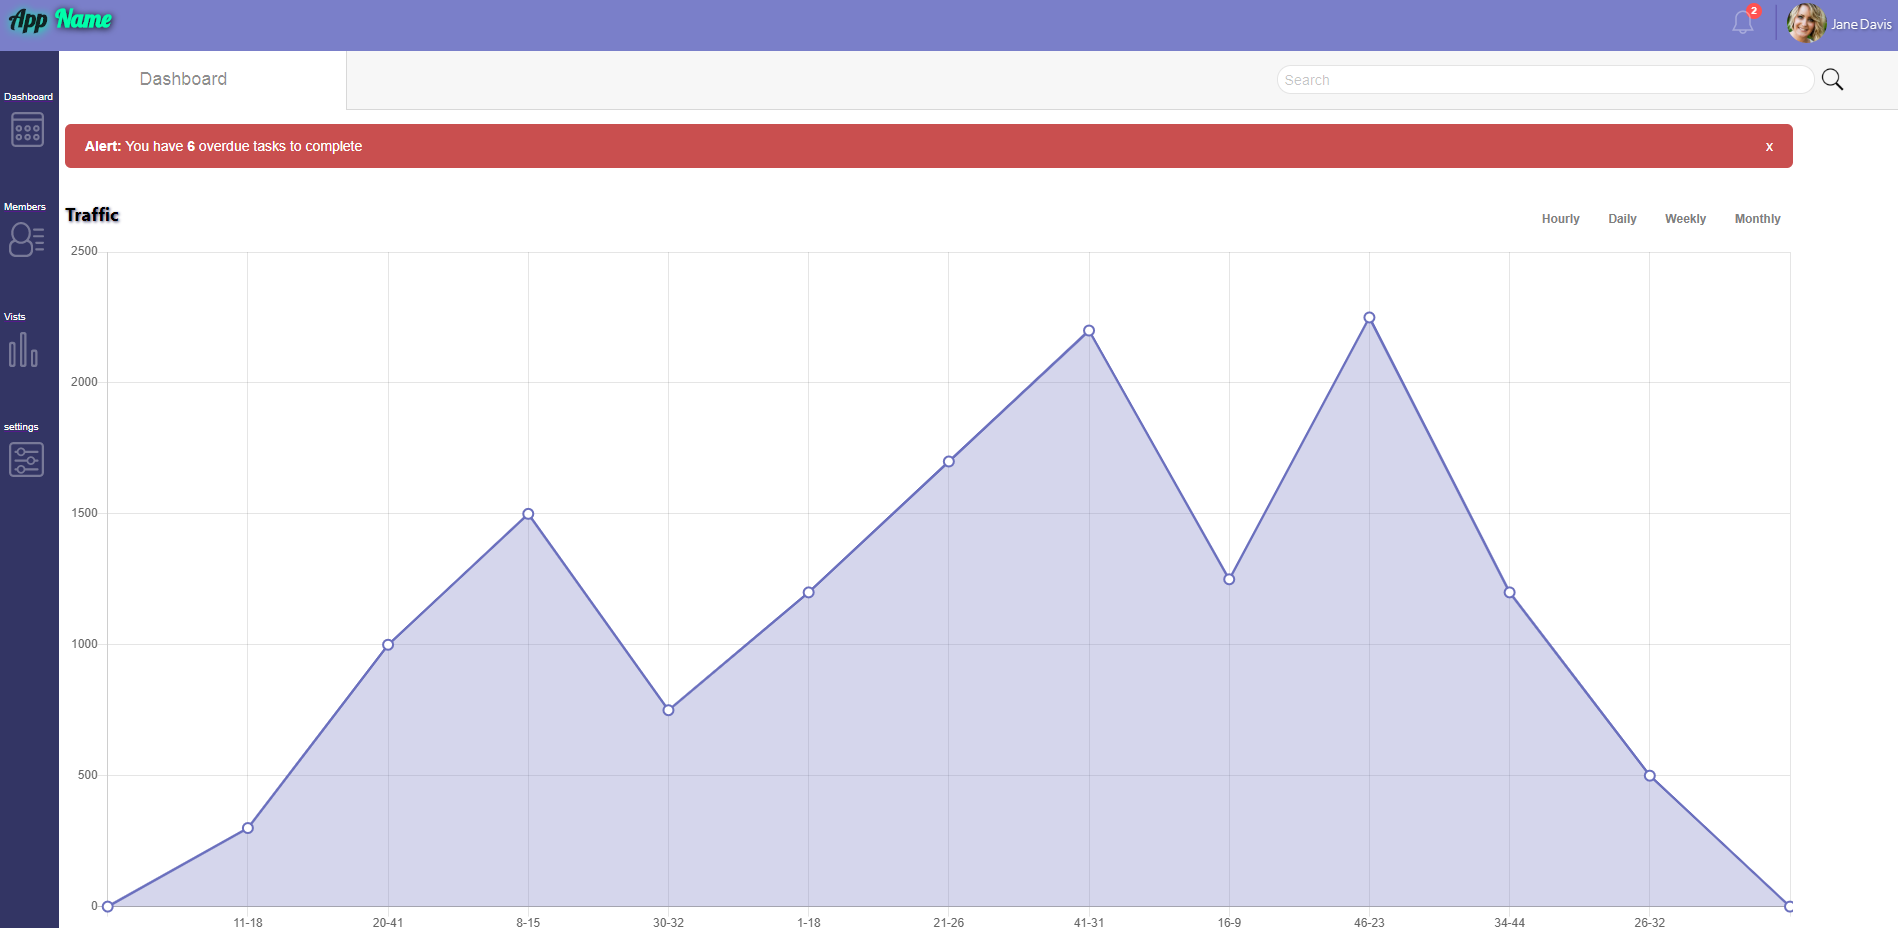 App Name
2
Jane Davis
Dashboard
Search
Dashboard
Members
Vists
settings
Alert: You have 6 overdue tasks to complete
x
Traffic
Hourly Daily Weekly Monthly
2500
2000
1500
1000
500
0
11-18 20-41 8-15 30-32 1-18 21-26 41-31 16-9 46-23 34-44 26-32